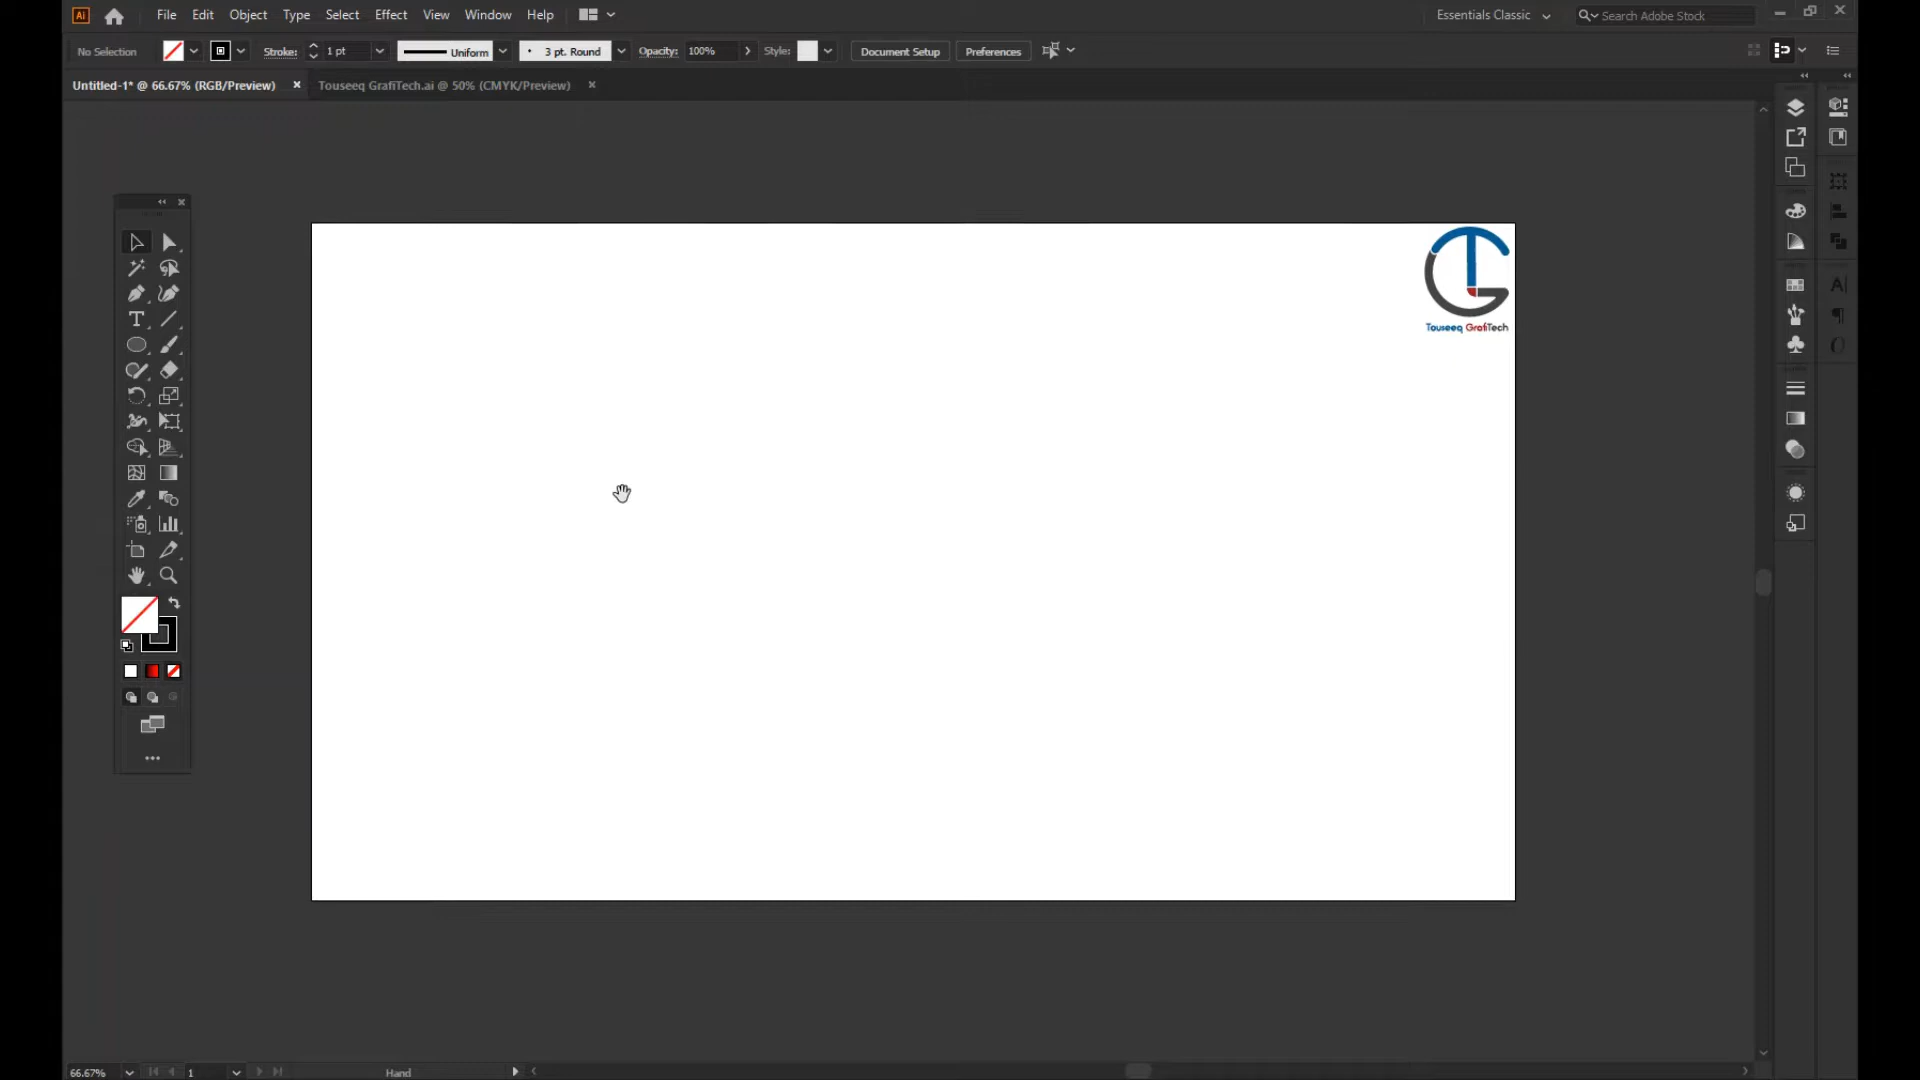 Ai File Edit Object Type Select Effect View Window Help Essentials Classic Search Adobe Stock
No Selection Stroke: 1 pt Uniform 3 pt. Round Opacity: 100% Style: Document Setup Preferences
Untitled-1* @ 66.67% (RGB/Preview) Touseeq GrafiTech.ai @ 50% (CMYK/Preview)
Touseeq GrafiTech
66.67% 1 Hand